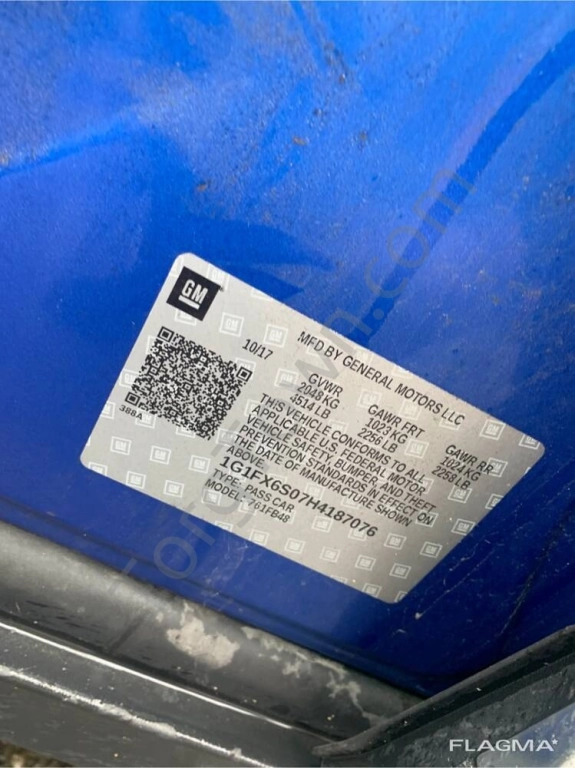 GM
MFD BY GENERAL MOTORS LLC
10/17
GVWR
2048 KG
4514 LB
GAWR FRT
1023 KG
2256 LB
GAWR RR
1024 KG
2258 LB
THIS VEHICLE CONFORMS TO ALL
APPLICABLE U.S. FEDERAL MOTOR
VEHICLE SAFETY, BUMPER, AND THEFT
PREVENTION STANDARDS IN EFFECT ON
THE DATE OF MANUFACTURE SHOWN
ABOVE.
1G1FX6S07H4187076
TYPE: PASS CAR
MODEL: 761FB48
388A
FLAGMA*